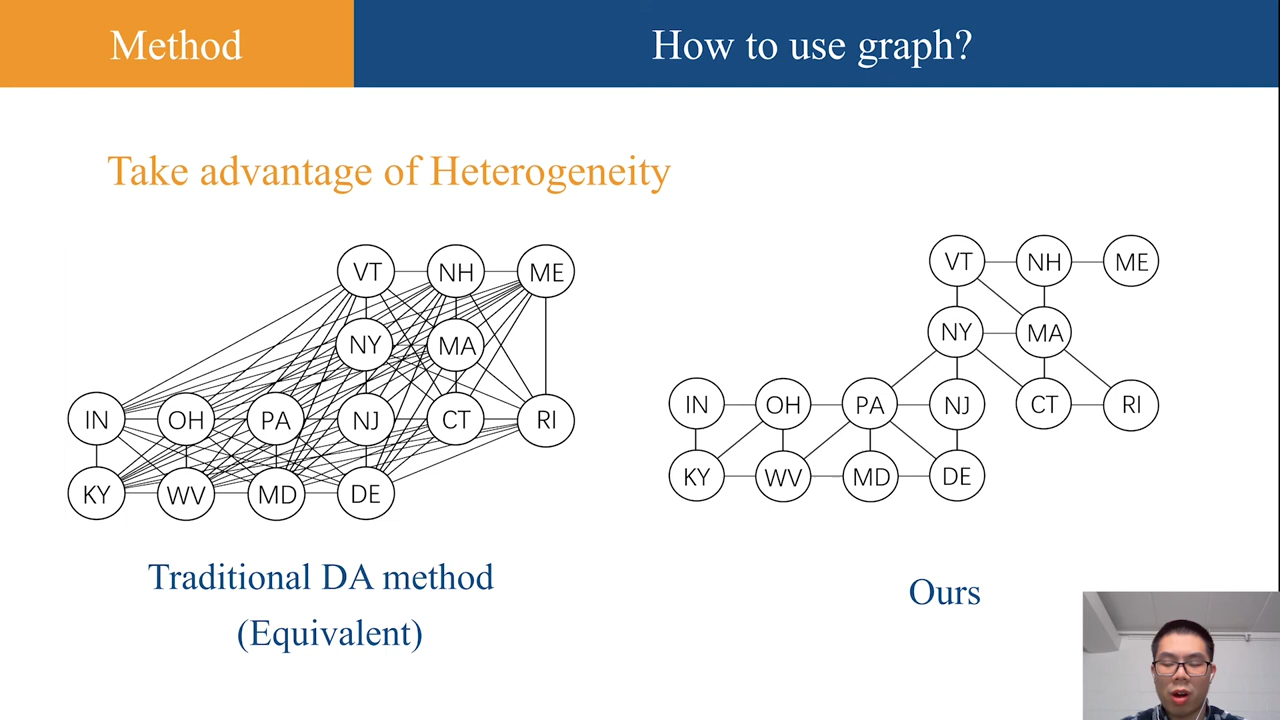 Method
How to use graph?
Take advantage of Heterogeneity
VT NH ME
NY MA
IN OH PA NJ CT RI
KY WV MD DE
Traditional DA method
(Equivalent)
VT NH ME
NY MA
IN OH PA NJ CT RI
KY WV MD DE
Ours